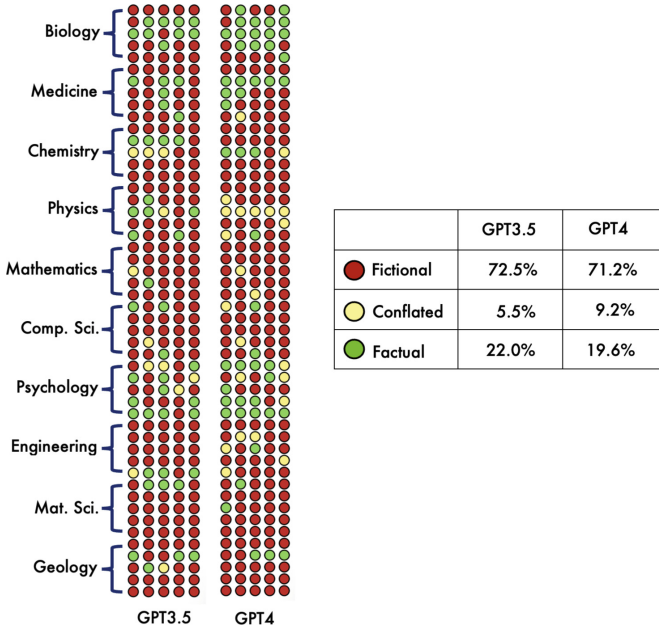 Biology
Medicine
Chemistry
Physics
Mathematics
Comp. Sci.
Psychology
Engineering
Mat. Sci.
Geology
GPT3.5 GPT4
GPT3.5 GPT4
Fictional 72.5% 71.2%
Conflated 5.5% 9.2%
Factual 22.0% 19.6%